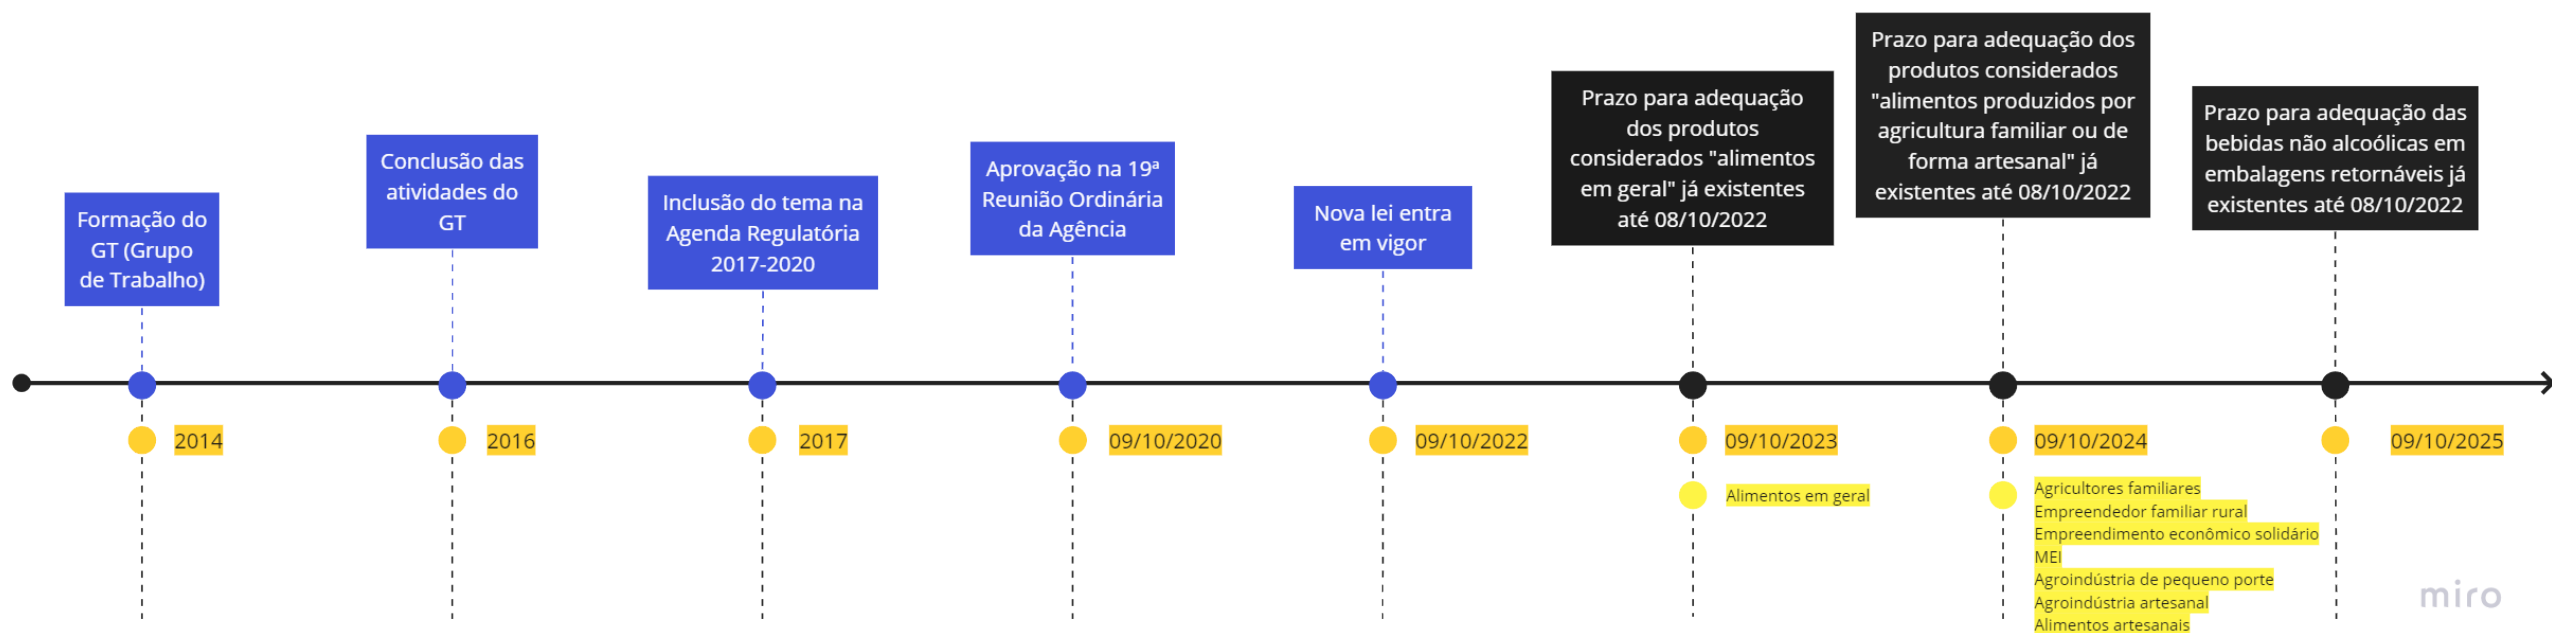 Formação do
GT (Grupo
de Trabalho)
Conclusão das
atividades do
GT
Inclusão do tema na
Agenda Regulatória
2017-2020
Aprovação na 19ª
Reunião Ordinária
da Agência
Nova lei entra
em vigor
Prazo para adequação
dos produtos
considerados "alimentos
em geral" já existentes
até 08/10/2022
Prazo para adequação dos
produtos considerados
"alimentos produzidos por
agricultura familiar ou de
forma artesanal" já
existentes até 08/10/2022
Prazo para adequação das
bebidas não alcoólicas em
embalagens retornáveis já
existentes até 08/10/2022
2014
2016
2017
09/10/2020
09/10/2022
09/10/2023
09/10/2024
09/10/2025
Alimentos em geral
Agricultores familiares
Empreendedor familiar rural
Empreendimento econômico solidário
MEI
Agroindústria de pequeno porte
Agroindústria artesanal
Alimentos artesanais
miro